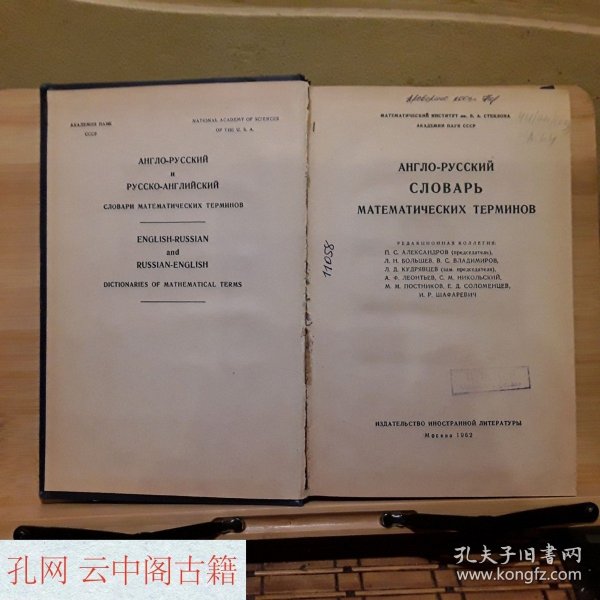 АКАДЕМИЯ НАУК
СССР
NATIONAL ACADEMY OF SCIENCES
OF THE U. S. A.
АНГЛО-РУССКИЙ
и
РУССКО-АНГЛИЙСКИЙ
СЛОВАРИ МАТЕМАТИЧЕСКИХ ТЕРМИНОВ
ENGLISH-RUSSIAN
and
RUSSIAN-ENGLISH
DICTIONARIES OF MATHEMATICAL TERMS
МАТЕМАТИЧЕСКИЙ ИНСТИТУТ им. В. А. СТЕКЛОВА
АКАДЕМИИ НАУК СССР
АНГЛО-РУССКИЙ
СЛОВАРЬ
МАТЕМАТИЧЕСКИХ ТЕРМИНОВ
РЕДАКЦИОННАЯ КОЛЛЕГИЯ:
П. С. АЛЕКСАНДРОВ (председатель),
Л. Н. БОЛЬШЕВ, В. С. ВЛАДИМИРОВ,
Л. Д. КУДРЯВЦЕВ (зам. председателя),
А. Ф. ЛЕОНТЬЕВ, С. М. НИКОЛЬСКИЙ,
М. М. ПОСТНИКОВ, Е. Д. СОЛОМЕНЦЕВ,
И. Р. ШАФАРЕВИЧ
11058
ИЗДАТЕЛЬСТВО ИНОСТРАННОЙ ЛИТЕРАТУРЫ
Москва 1962
孔网 云中阁古籍
孔夫子旧书网
www.kongfz.com